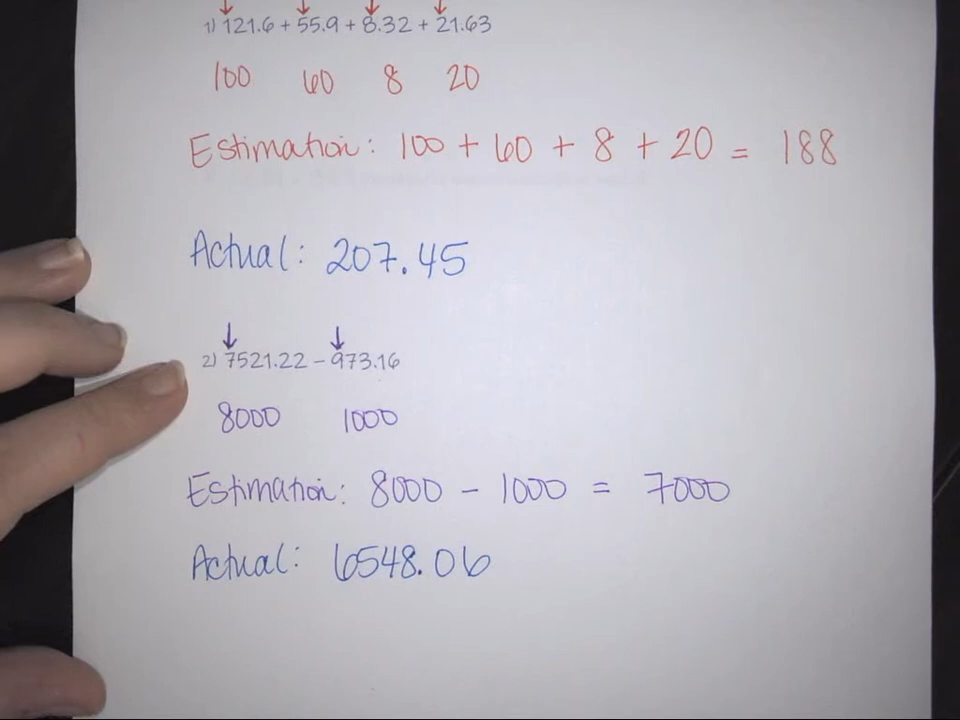 1) 121.6 + 55.9 + 8.32 + 21.63
100 60 8 20
Estimation: 100 + 60 + 8 + 20 = 188
Actual: 207.45
2) 7521.22 – 973.16
8000 1000
Estimation: 8000 - 1000 = 7000
Actual: 6548.06